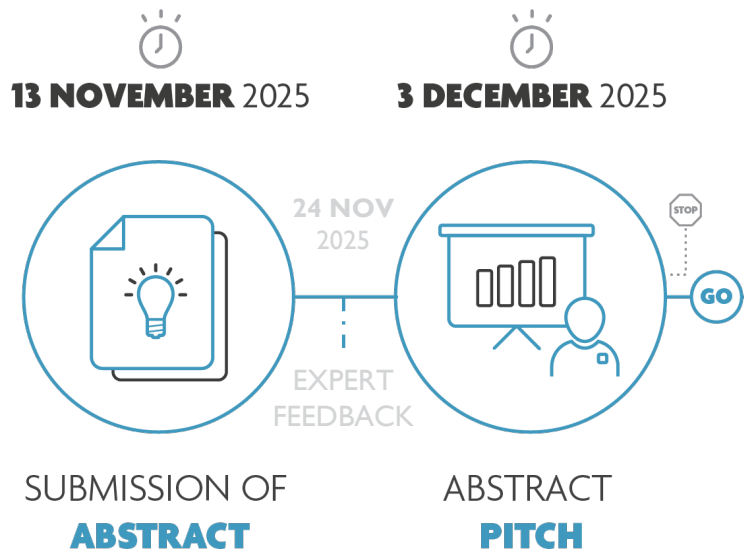 13 NOVEMBER 2025
3 DECEMBER 2025
24 NOV
2025
STOP
GO
EXPERT
FEEDBACK
SUBMISSION OF
ABSTRACT
ABSTRACT
PITCH